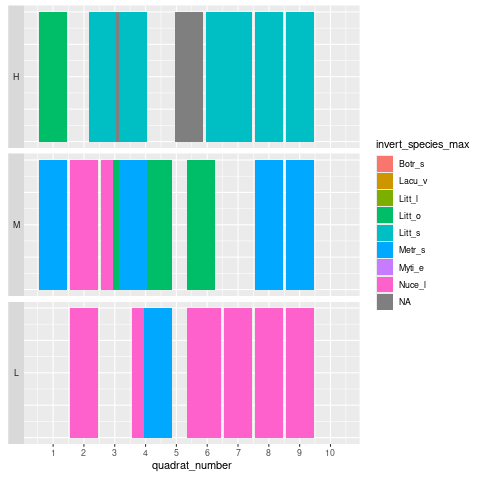 H
M
L
1 2 3 4 5 6 7 8 9 10
quadrat_number
invert_species_max
Botr_s
Lacu_v
Litt_l
Litt_o
Litt_s
Metr_s
Myti_e
Nuce_l
NA